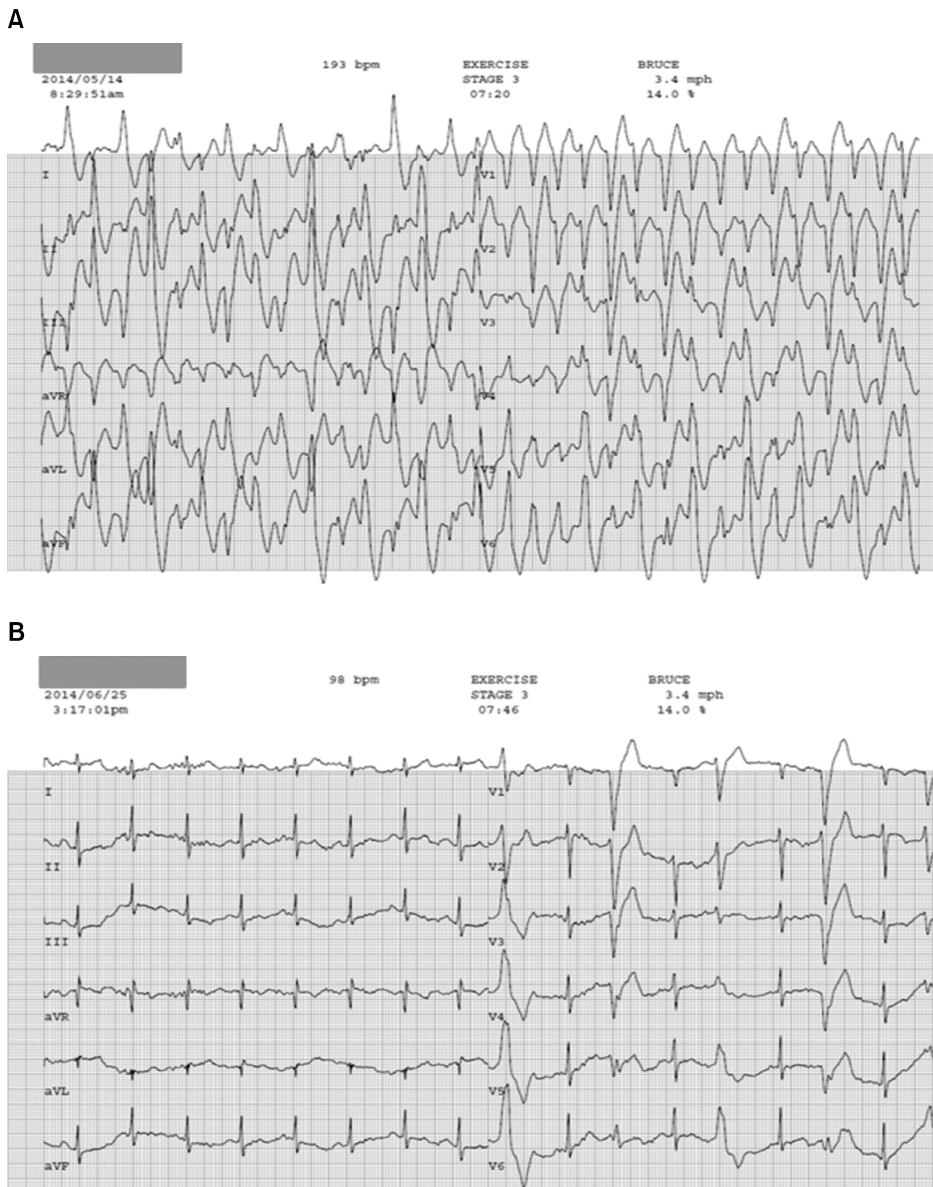 A
193 bpm EXERCISE BRUCE
2014/05/14 STAGE 3 3.4 mph
8:29:51am 07:20 14.0 %
I V1
II V2
III V3
aVR V4
aVL V5
aVF V6
B
98 bpm EXERCISE BRUCE
2014/06/25 STAGE 3 3.4 mph
3:17:01pm 07:46 14.0 %
I V1
II V2
III V3
aVR V4
aVL V5
aVF V6